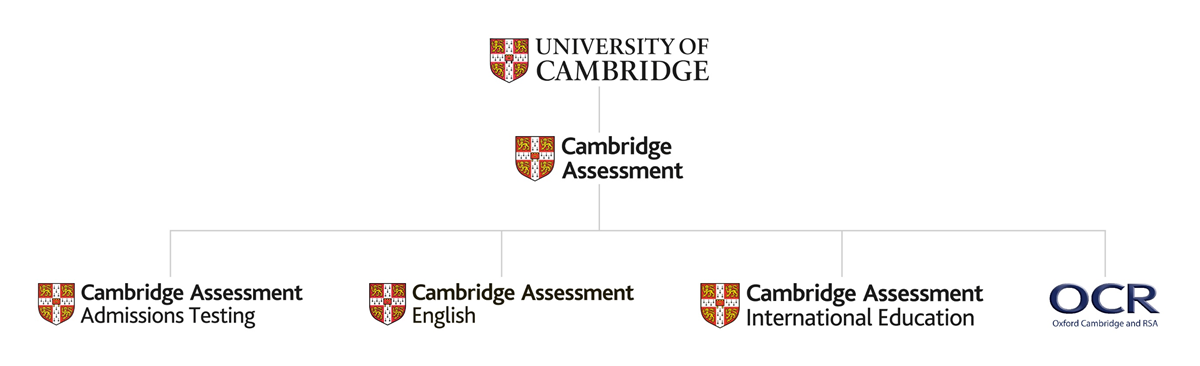 UNIVERSITY OF
CAMBRIDGE
Cambridge
Assessment
Cambridge Assessment
Admissions Testing
Cambridge Assessment
English
Cambridge Assessment
International Education
OCR
Oxford Cambridge and RSA